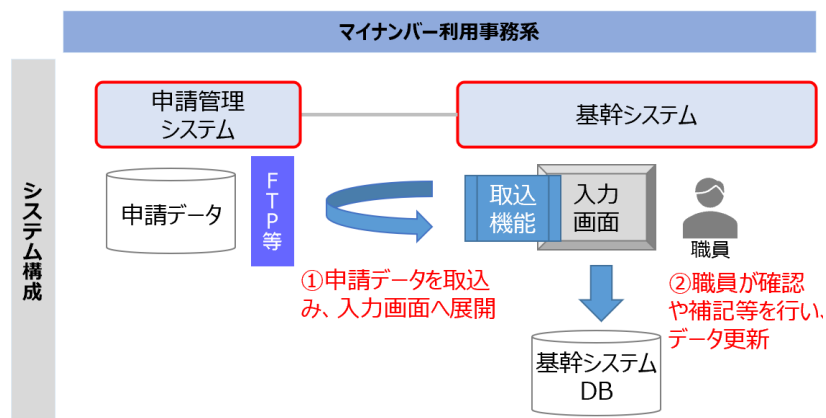 マイナンバー利用事務系
システム構成
申請管理
システム
基幹システム
申請データ
FTP等
取込
機能
入力
画面
職員
①申請データを取込
み、入力画面へ展開
②職員が確認
や補記等を行い、
データ更新
基幹システム
DB